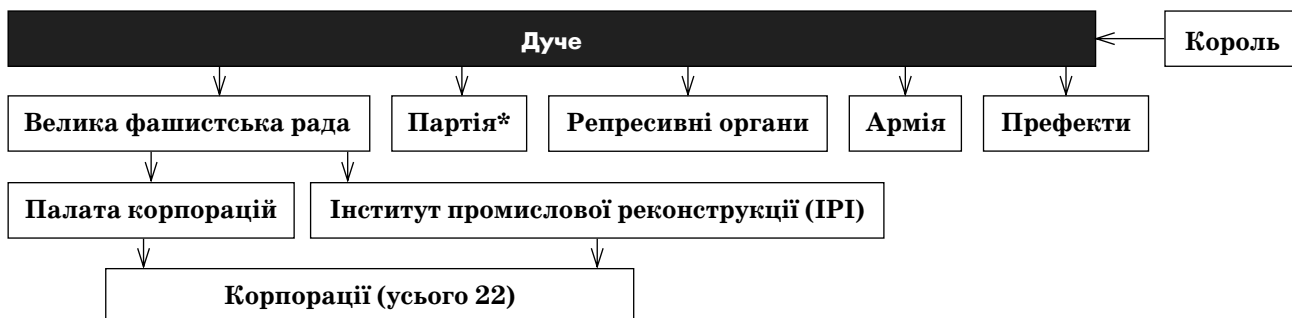 Дуче
Король
Велика фашистська рада
Партія*
Репресивні органи
Армія
Префекти
Палата корпорацій
Інститут промислової реконструкції (ІРІ)
Корпорації (усього 22)